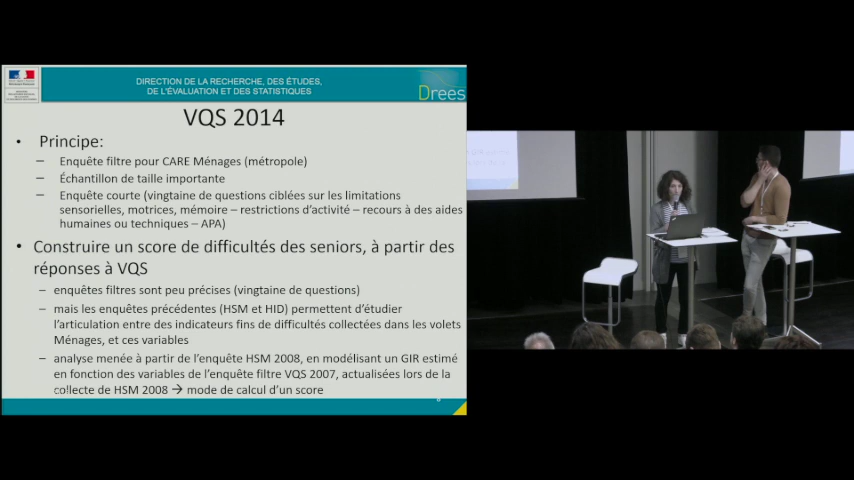 DIRECTION DE LA RECHERCHE, DES ÉTUDES,
DE L'ÉVALUATION ET DES STATISTIQUES
Drees
VQS 2014
• Principe:
– Enquête filtre pour CARE Ménages (métropole)
– Échantillon de taille importante
– Enquête courte (vingtaine de questions ciblées sur les limitations
sensorielles, motrices, mémoire – restrictions d'activité – recours à des aides
humaines ou techniques – APA)
• Construire un score de difficultés des seniors, à partir des
réponses à VQS
– enquêtes filtres sont peu précises (vingtaine de questions)
– mais les enquêtes précédentes (HSM et HID) permettent d'étudier
l'articulation entre des indicateurs fins de difficultés collectées dans les volets
Ménages, et ces variables
– analyse menée à partir de l'enquête HSM 2008, en modélisant un GIR estimé
en fonction des variables de l'enquête filtre VQS 2007, actualisées lors de la
collecte de HSM 2008 → mode de calcul d'un score